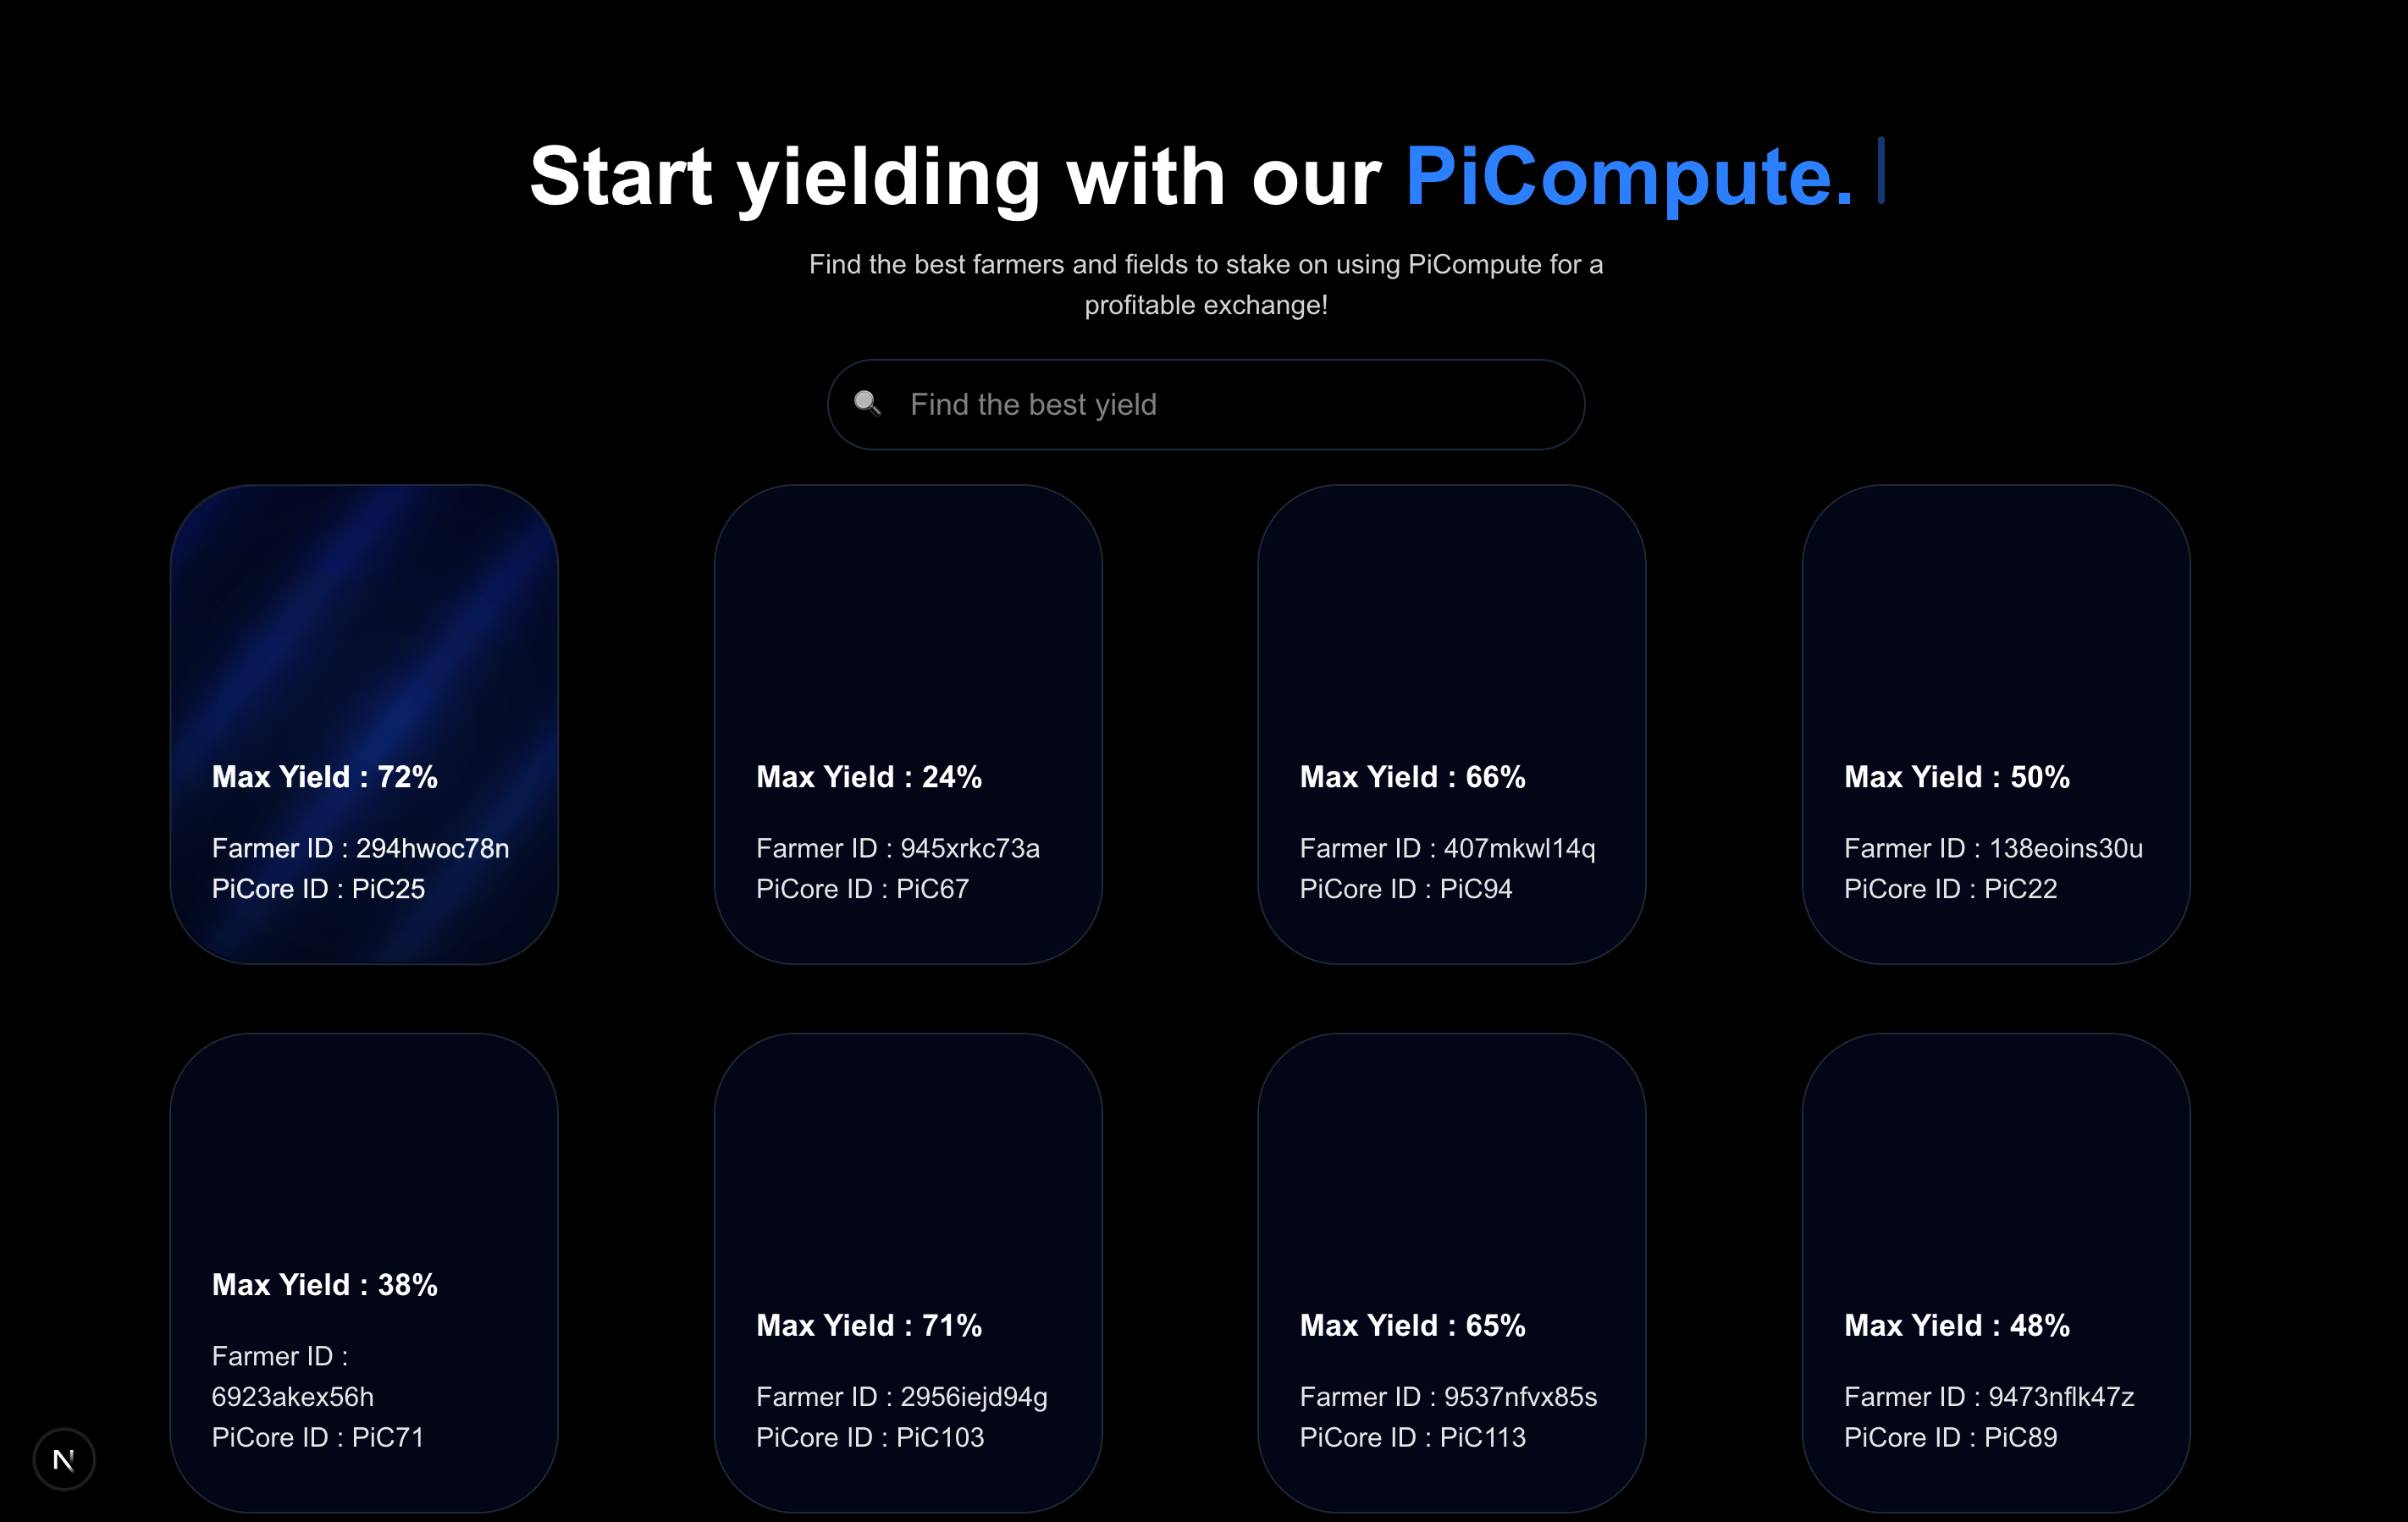 Start yielding with our PiCompute.
Find the best farmers and fields to stake on using PiCompute for a
profitable exchange!
Find the best yield
Max Yield : 72%
Farmer ID : 294hwoc78n
PiCore ID : PiC25
Max Yield : 24%
Farmer ID : 945xrkc73a
PiCore ID : PiC67
Max Yield : 66%
Farmer ID : 407mkwl14q
PiCore ID : PiC94
Max Yield : 50%
Farmer ID : 138eoins30u
PiCore ID : PiC22
Max Yield : 38%
Farmer ID :
6923akex56h
PiCore ID : PiC71
Max Yield : 71%
Farmer ID : 2956iejd94g
PiCore ID : PiC103
Max Yield : 65%
Farmer ID : 9537nfvx85s
PiCore ID : PiC113
Max Yield : 48%
Farmer ID : 9473nflk47z
PiCore ID : PiC89
N